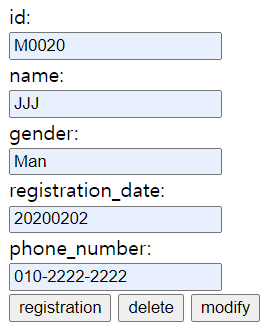 id:
M0020
name:
JJJ
gender:
Man
registration_date:
20200202
phone_number:
010-2222-2222
registration delete modify